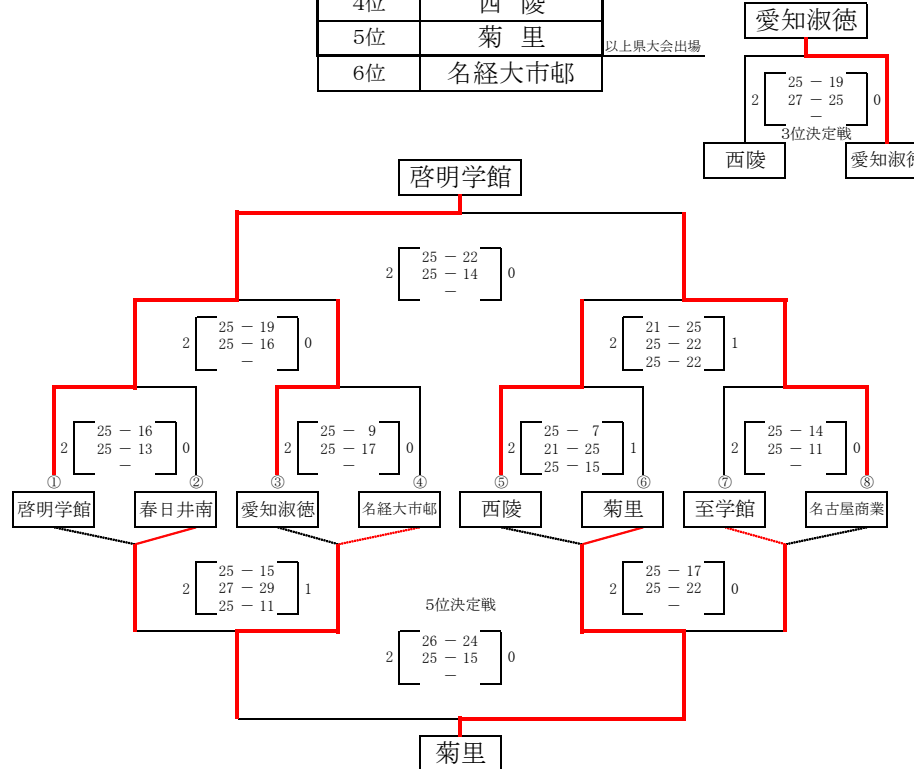 4位 西 陵
5位 菊 里
以上県大会出場
6位 名経大市邨
愛知淑徳
25 － 19
2 27 － 25 0
－
3位決定戦
西陵 愛知淑徳
啓明学館
25 － 22
2 25 － 14 0
－
25 － 19
2 25 － 16 0
－
21 － 25
2 25 － 22 1
25 － 22
25 － 16
2 25 － 13 0
－
25 － 9
2 25 － 17 0
－
25 － 7
2 21 － 25 1
25 － 15
25 － 14
2 25 － 11 0
－
① ② ③ ④ ⑤ ⑥ ⑦ ⑧
啓明学館 春日井南 愛知淑徳 名経大市邨 西陵 菊里 至学館 名古屋商業
25 － 15
2 27 － 29 1
25 － 11
25 － 17
2 25 － 22 0
－
5位決定戦
26 － 24
2 25 － 15 0
－
菊里